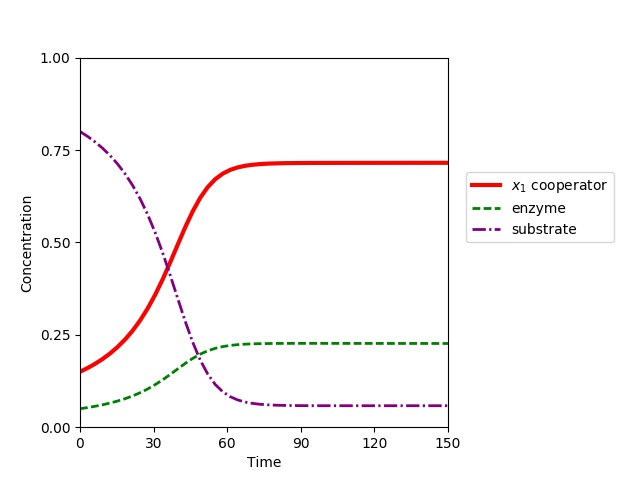 1.00
0.75
0.50
0.25
0.00
Concentration
0 30 60 90 120 150
Time
x₁ cooperator
enzyme
substrate